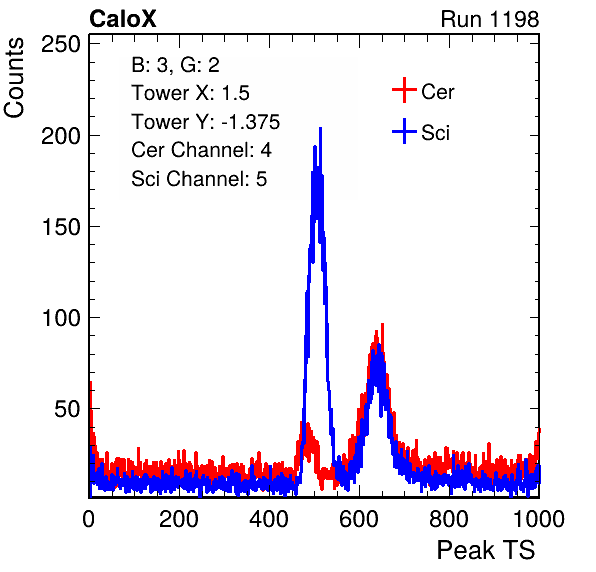 CaloX Run 1198
Counts
250
200
150
100
50
B: 3, G: 2
Tower X: 1.5
Tower Y: -1.375
Cer Channel: 4
Sci Channel: 5
Cer
Sci
0 200 400 600 800 1000
Peak TS